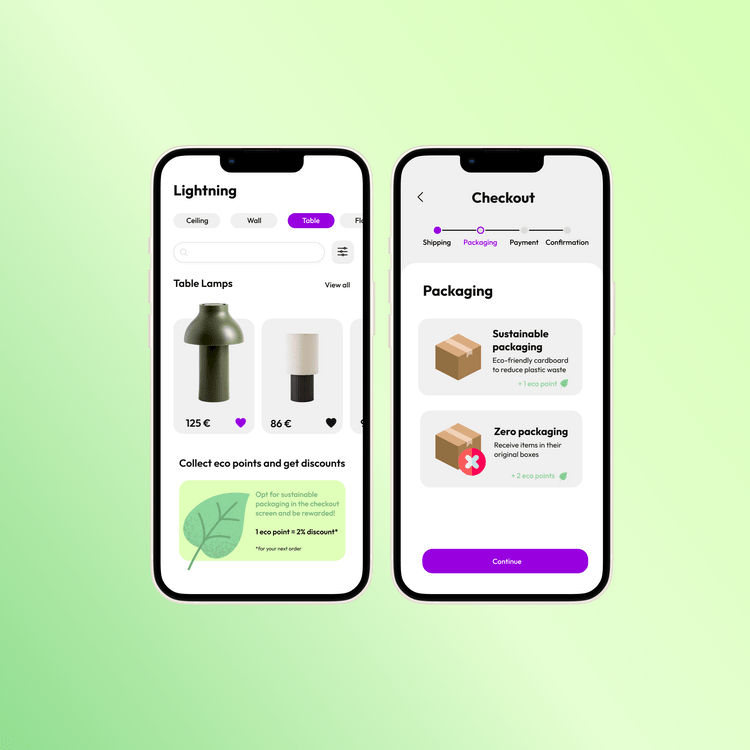 Lightning
Ceiling
Wall
Table
Table Lamps
View all
125 €
86 €
Collect eco points and get discounts
Opt for sustainable
packaging in the checkout
screen and be rewarded!
1 eco point = 2% discount*
*for your next order
Checkout
Shipping
Packaging
Payment
Confirmation
Packaging
Sustainable
packaging
Eco-friendly cardboard
to reduce plastic waste
+ 1 eco point
Zero packaging
Receive items in their
original boxes
+ 2 eco points
Continue